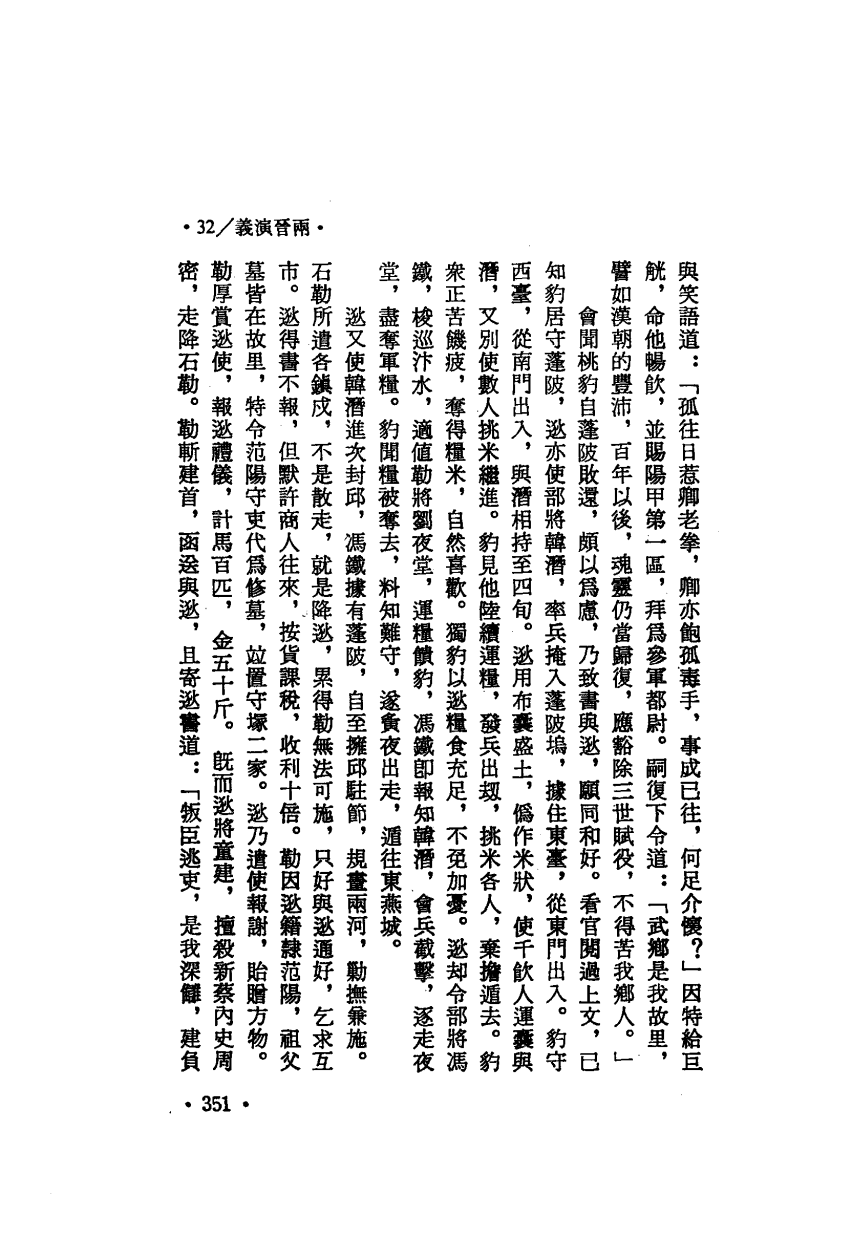 ·兩晉演義／32·
與笑語道：「孤往日惹卿老拳，卿亦飽孤毒手，事成已往，何足介懷？」因特給巨
觥，命他暢飲，並賜陽甲第一區，拜爲參軍都尉。嗣復下令道：「武鄉是我故里，
譬如漢朝的豐沛，百年以後，魂靈仍當歸復，應豁除三世賦役，不得苦我鄉人。」
會聞桃豹自蓬陂敗還，頗以爲慮，乃致書與逖，願同和好。看官閱過上文，已
知豹居守蓬陂，逖亦使部將韓潛，率兵掩入蓬陂塢，據住東臺，從東門出入。豹守
西臺，從南門出入，與潛相持至四旬。逖用布囊盛土，僞作米狀，使千飲人運囊與
潛，又別使數人挑米繼進。豹見他陸續運糧，發兵出刼，挑米各人，棄擔遁去。豹
衆正苦饑疲，奪得糧米，自然喜歡。獨豹以逖糧食充足，不免加憂。逖却令部將馮
鐵，梭巡汴水，適值勒將劉夜堂，運糧饋豹，馮鐵卽報知韓潛，會兵截擊，逐走夜
堂，盡奪軍糧。豹聞糧被奪去，料知難守，遂夤夜出走，遁往東燕城。
逖又使韓潛進次封邱，馮鐵據有蓬陂，自至擁邱駐節，規畫兩河，勦撫兼施。
石勒所遣各鎮戍，不是散走，就是降逖，累得勒無法可施，只好與逖通好，乞求互
市。逖得書不報，但默許商人往來，按貨課稅，收利十倍。勒因逖籍隸范陽，祖父
墓皆在故里，特令范陽守吏代爲修墓，竝置守塚二家。逖乃遣使報謝，貽贈方物。
勒厚賞逖使，報逖禮儀，計馬百匹，金五十斤。旣而逖將童建，擅殺新蔡內史周
密，走降石勒。勒斬建首，函送與逖，且寄逖書道：「叛臣逃吏，是我深讎，建負
·351·